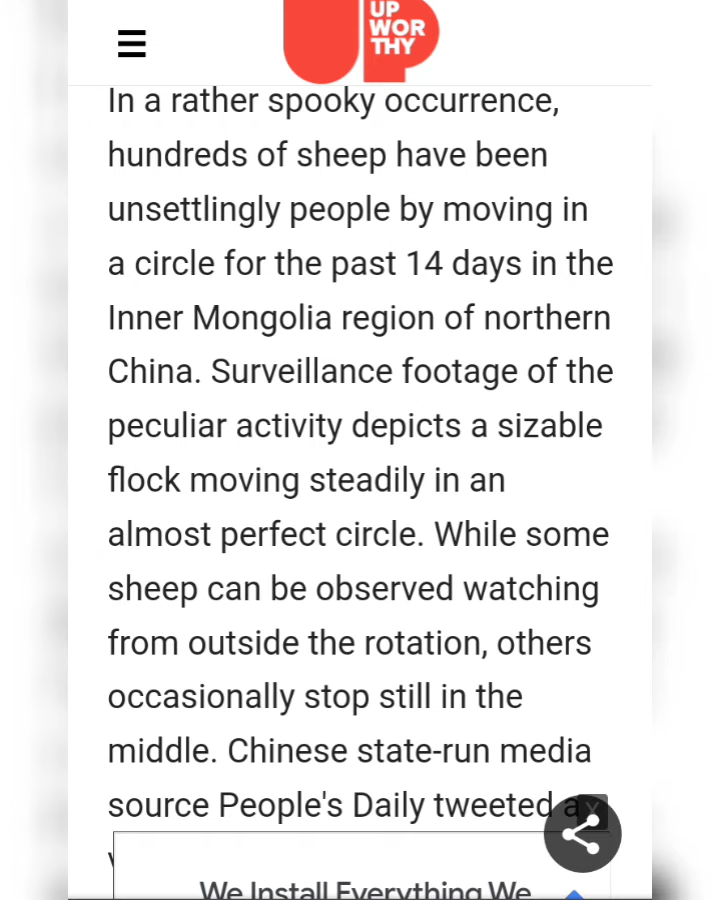 UP
WOR
THY
In a rather spooky occurrence,
hundreds of sheep have been
unsettlingly people by moving in
a circle for the past 14 days in the
Inner Mongolia region of northern
China. Surveillance footage of the
peculiar activity depicts a sizable
flock moving steadily in an
almost perfect circle. While some
sheep can be observed watching
from outside the rotation, others
occasionally stop still in the
middle. Chinese state-run media
source People's Daily tweeted a
X
We Install Everything We